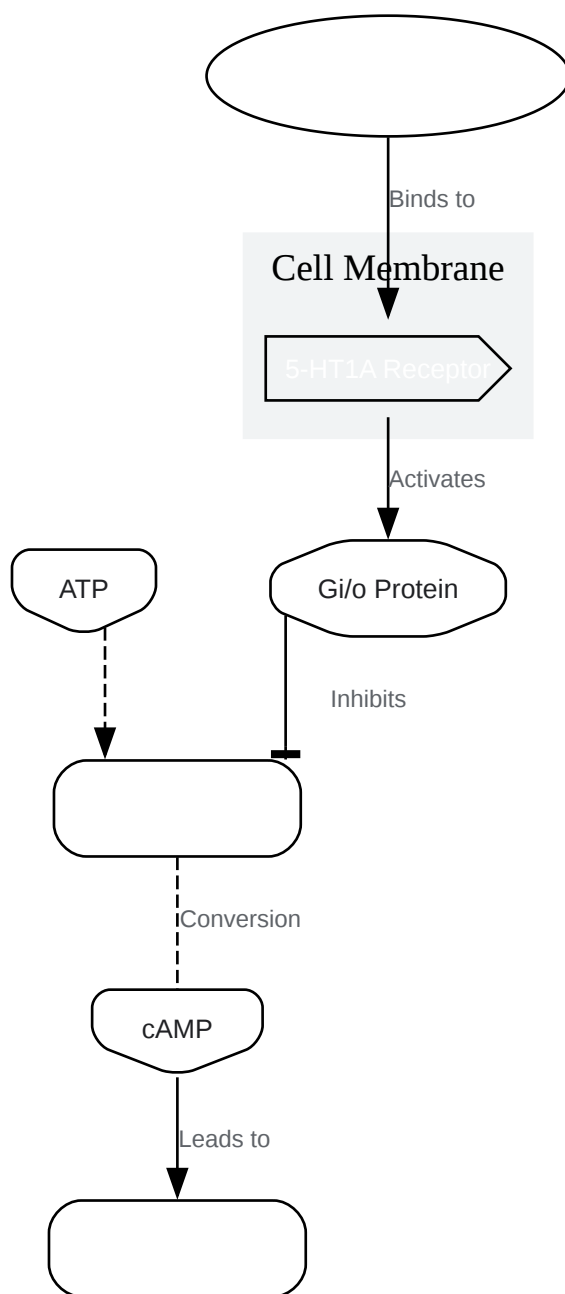 Binds to
Cell Membrane
5-HT1A Receptor
Activates
ATP
Gi/o Protein
Inhibits
Conversion
cAMP
Leads to